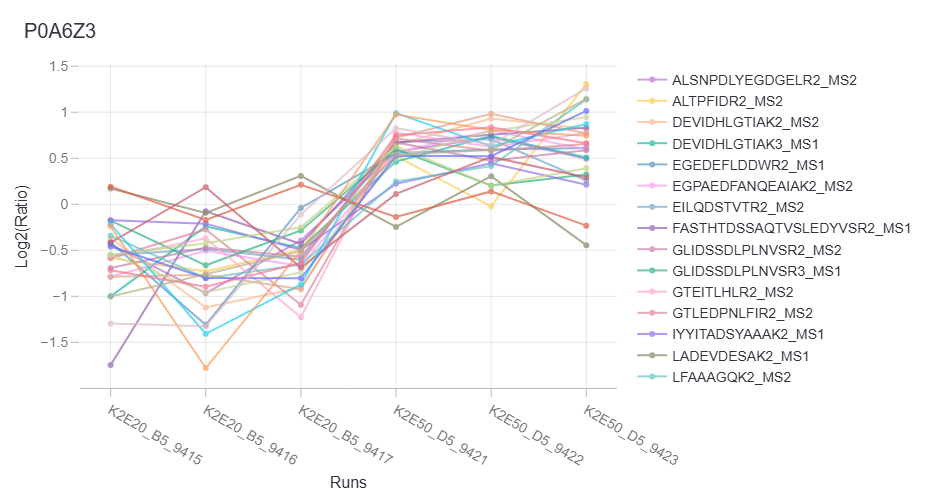 P0A6Z3
1.5
1
0.5
0
−0.5
−1
−1.5
Log2(Ratio)
K2E20_B5_9415
K2E20_B5_9416
K2E20_B5_9417
K2E50_D5_9421
K2E50_D5_9422
K2E50_D5_9423
Runs
ALSNPDLYEGDGELR2_MS2
ALTPFIDR2_MS2
DEVIDHLGTIAK2_MS2
DEVIDHLGTIAK3_MS1
EGEDEFLDDWR2_MS1
EGPAEDFANQEAIAK2_MS2
EILQDSTVTR2_MS2
FASTHTDSSAQTVSLEDYVSR2_MS1
GLIDSSDLPLNVSR2_MS2
GLIDSSDLPLNVSR3_MS1
GTEITLHLR2_MS2
GTLEDPNLFIR2_MS2
IYYITADSYAAAK2_MS1
LADEVDESAK2_MS1
LFAAAGQK2_MS2